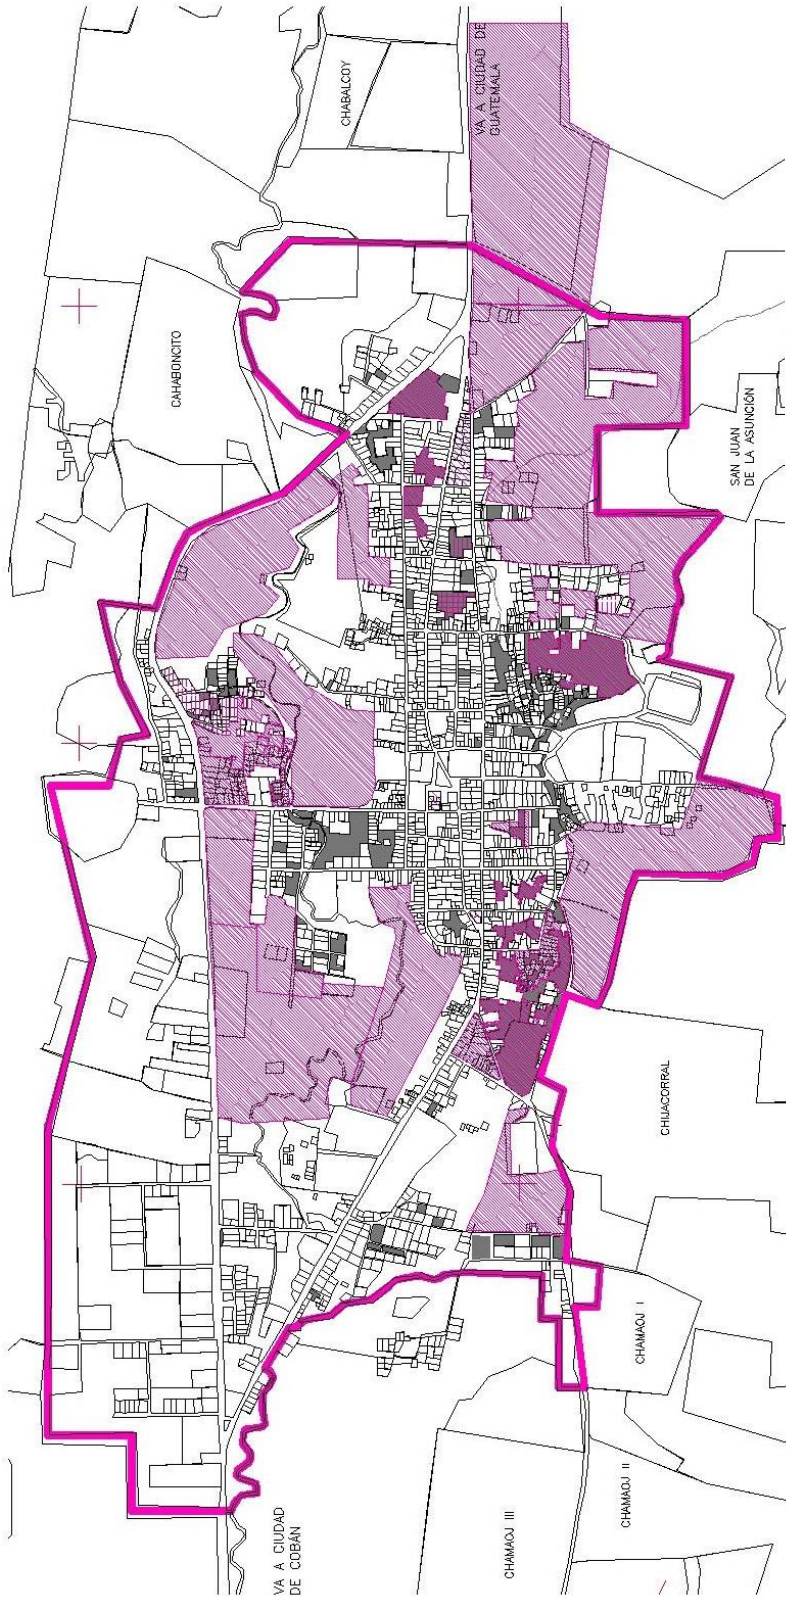 CHABALCOY
VA A CIUDAD DE
GUATEMALA
CAHABONCITO
SAN JUAN
DE LA ASUNCIÓN
CHIJACORRAL
CHAMAOJ I
CHAMAOJ II
CHAMAOJ III
VA A CIUDAD
DE COBÁN